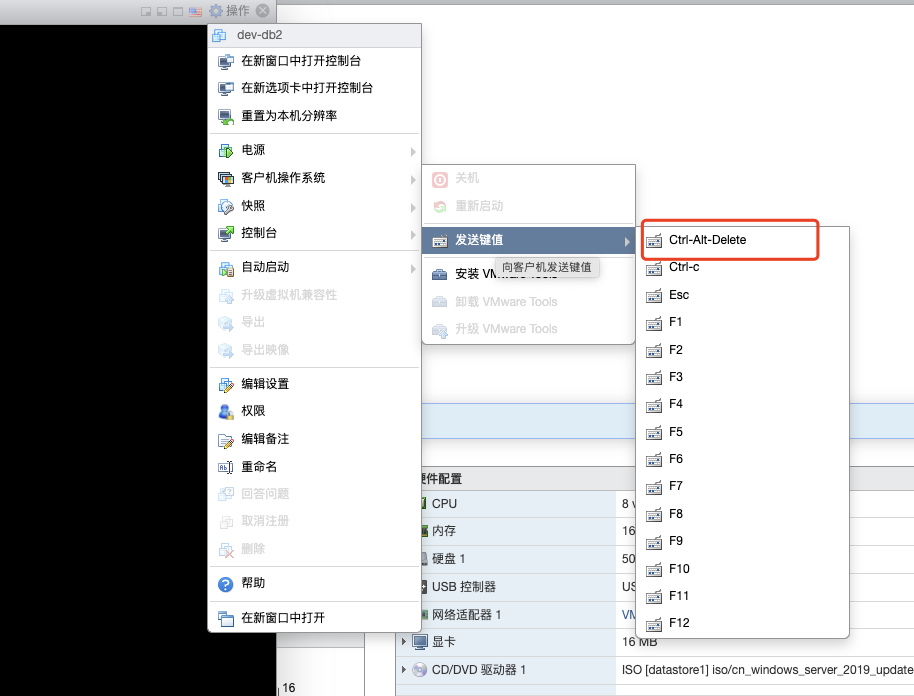 操作
dev-db2
在新窗口中打开控制台
在新选项卡中打开控制台
重置为本机分辨率
电源
客户机操作系统
快照
控制台
自动启动
升级虚拟机兼容性
导出
导出映像
编辑设置
权限
编辑备注
重命名
回答问题
取消注册
删除
帮助
在新窗口中打开
关机
重新启动
发送键值
向客户机发送键值
安装 VMware Tools
卸载 VMware Tools
升级 VMware Tools
Ctrl-Alt-Delete
Ctrl-c
Esc
F1
F2
F3
F4
F5
F6
F7
F8
F9
F10
F11
F12
硬件配置
CPU
8 v
内存
16
硬盘 1
50
USB 控制器
US
网络适配器 1
VM
显卡
16 MB
CD/DVD 驱动器 1
ISO [datastore1] iso/cn_windows_server_2019_update
16